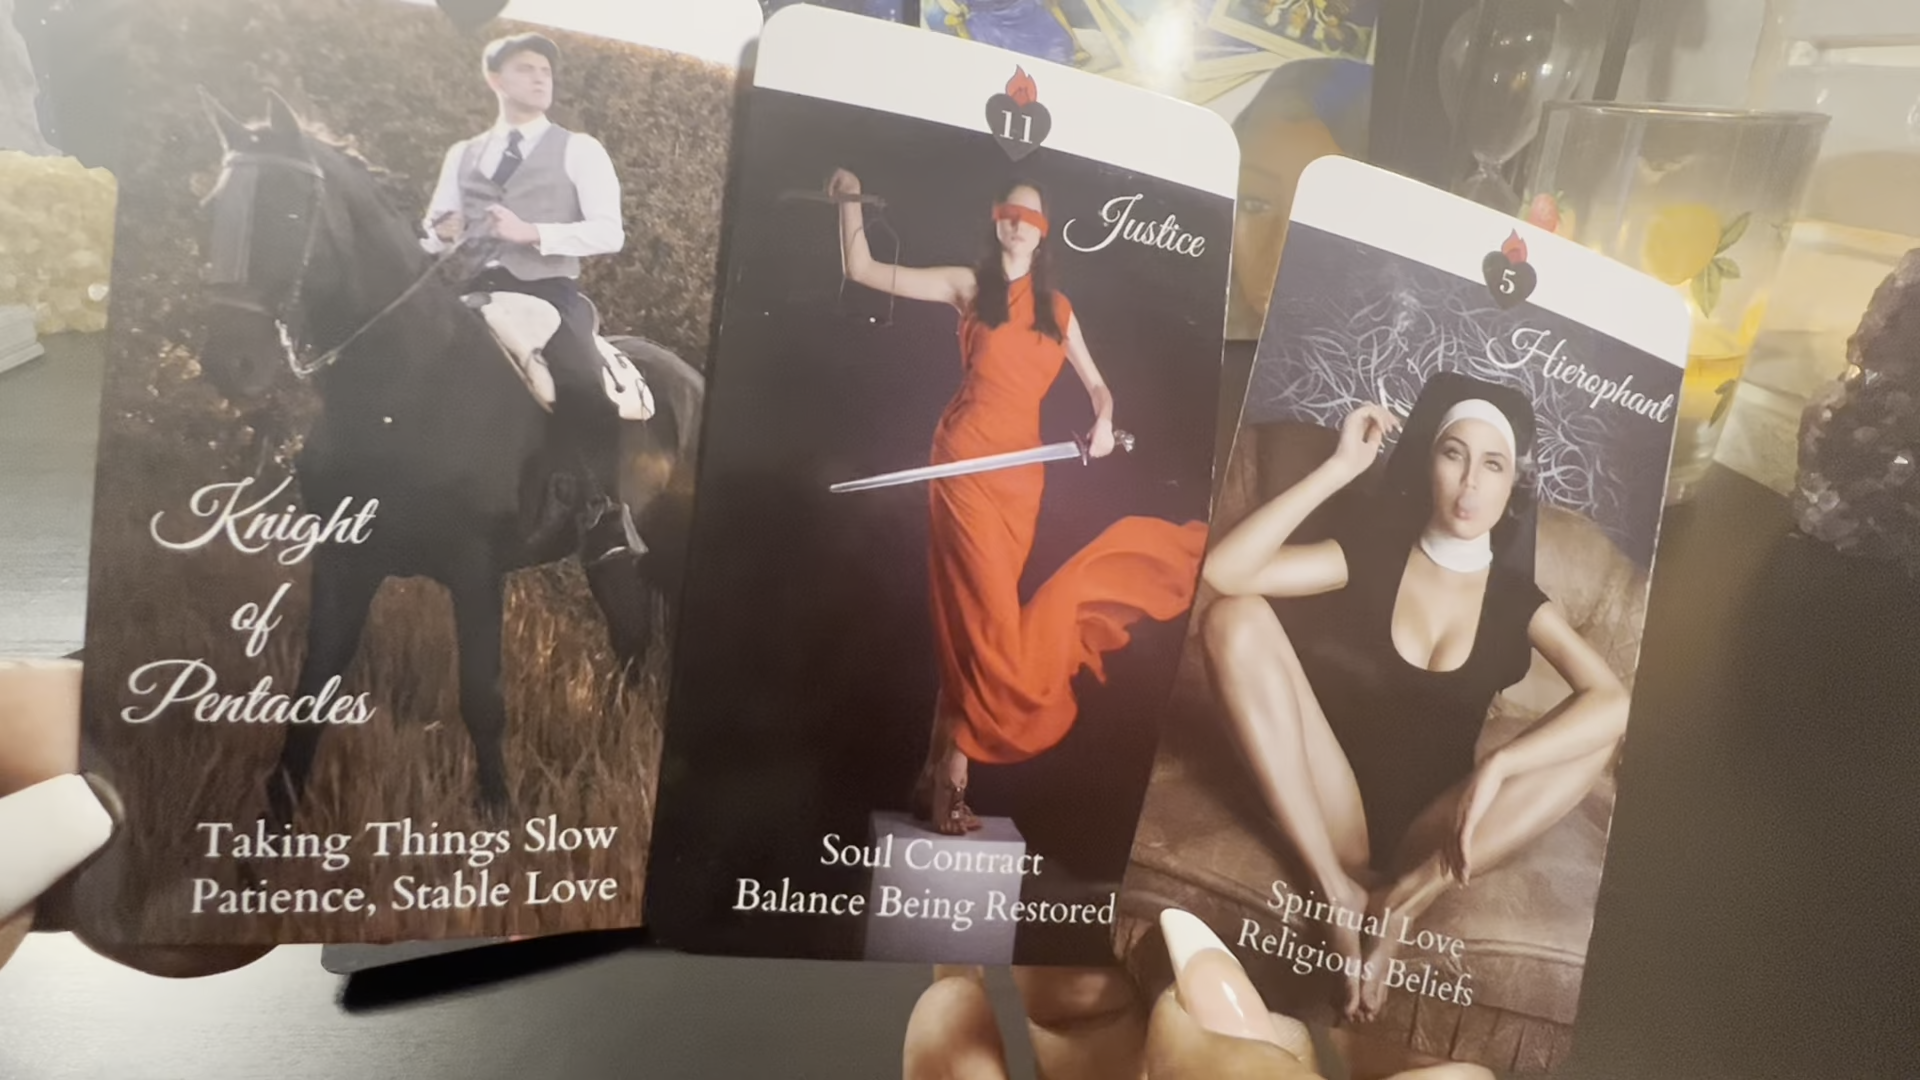 Knight
of
Pentacles
Taking Things Slow
Patience, Stable Love
11
Justice
Soul Contract
Balance Being Restored
5
Hierophant
Spiritual Love
Religious Beliefs